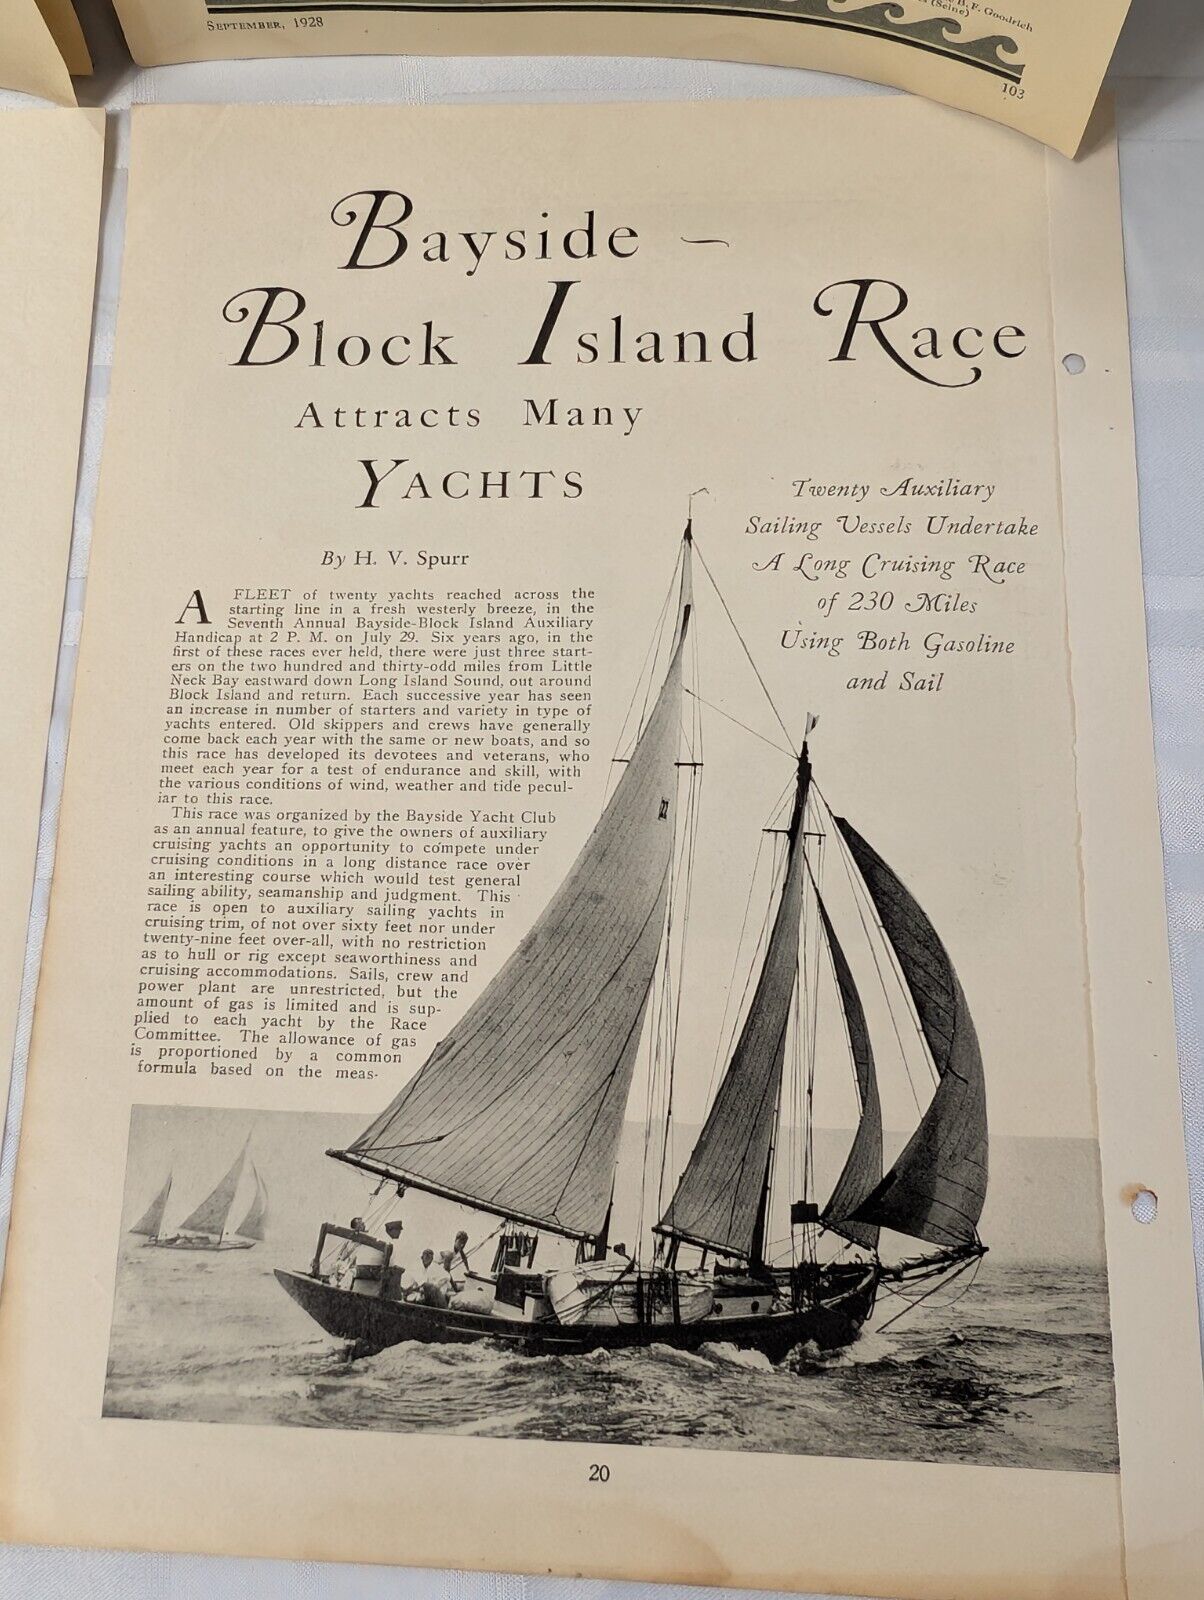 B. F. Goodrich
(Seine)
SEPTEMBER, 1928
103
Bayside –
Block Island Race
Attracts Many
YACHTS
Twenty Auxiliary
Sailing Vessels Undertake
A Long Cruising Race
of 230 Miles
Using Both Gasoline
and Sail
By H. V. Spurr
A FLEET of twenty yachts reached across the
starting line in a fresh westerly breeze, in the
Seventh Annual Bayside-Block Island Auxiliary
Handicap at 2 P. M. on July 29. Six years ago, in the
first of these races ever held, there were just three start-
ers on the two hundred and thirty-odd miles from Little
Neck Bay eastward down Long Island Sound, out around
Block Island and return. Each successive year has seen
an increase in number of starters and variety in type of
yachts entered. Old skippers and crews have generally
come back each year with the same or new boats, and so
this race has developed its devotees and veterans, who
meet each year for a test of endurance and skill, with
the various conditions of wind, weather and tide pecul-
iar to this race.
This race was organized by the Bayside Yacht Club
as an annual feature, to give the owners of auxiliary
cruising yachts an opportunity to compete under
cruising conditions in a long distance race over
an interesting course which would test general
sailing ability, seamanship and judgment. This
race is open to auxiliary sailing yachts in
cruising trim, of not over sixty feet nor under
twenty-nine feet over-all, with no restriction
as to hull or rig except seaworthiness and
cruising accommodations. Sails, crew and
power plant are unrestricted, but the
amount of gas is limited and is sup-
plied to each yacht by the Race
Committee. The allowance of gas
is proportioned by a common
formula based on the meas-
20